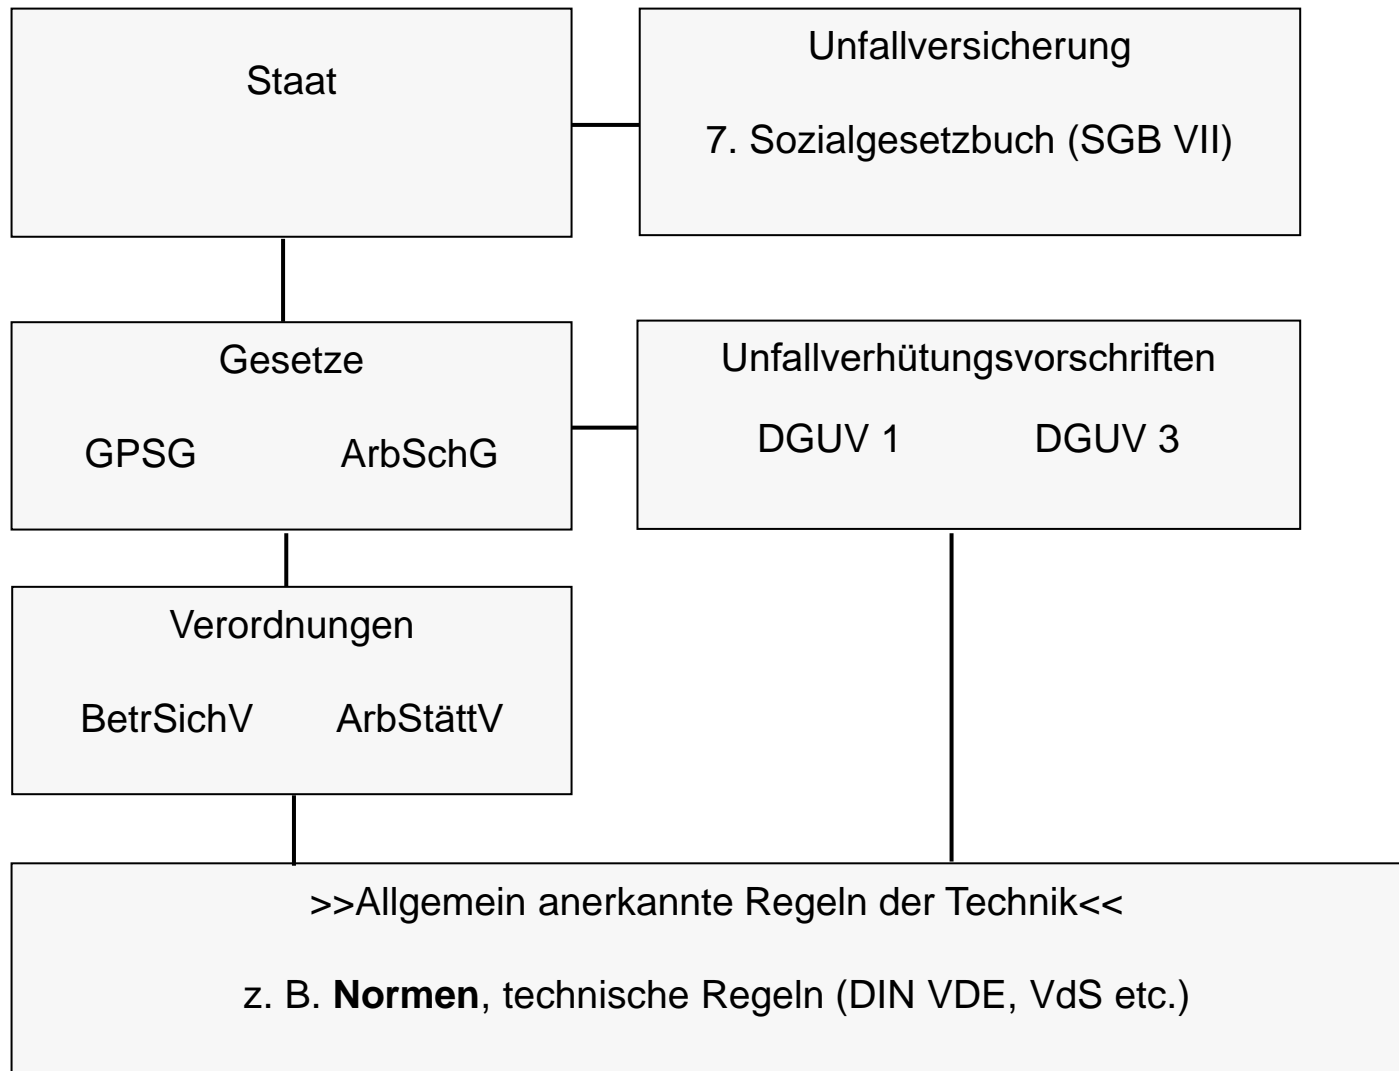 Staat
Unfallversicherung
7. Sozialgesetzbuch (SGB VII)
Gesetze
GPSG ArbSchG
Unfallverhütungsvorschriften
DGUV 1 DGUV 3
Verordnungen
BetrSichV ArbStättV
>>Allgemein anerkannte Regeln der Technik<<
z. B. Normen, technische Regeln (DIN VDE, VdS etc.)